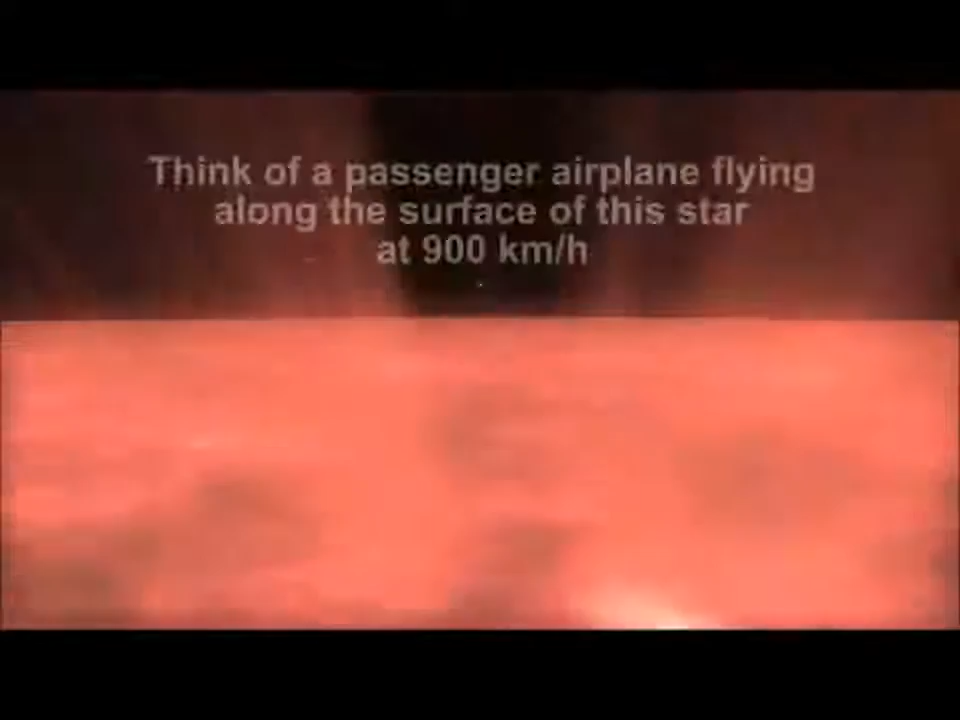 Think of a passenger airplane flying
along the surface of this star
at 900 km/h